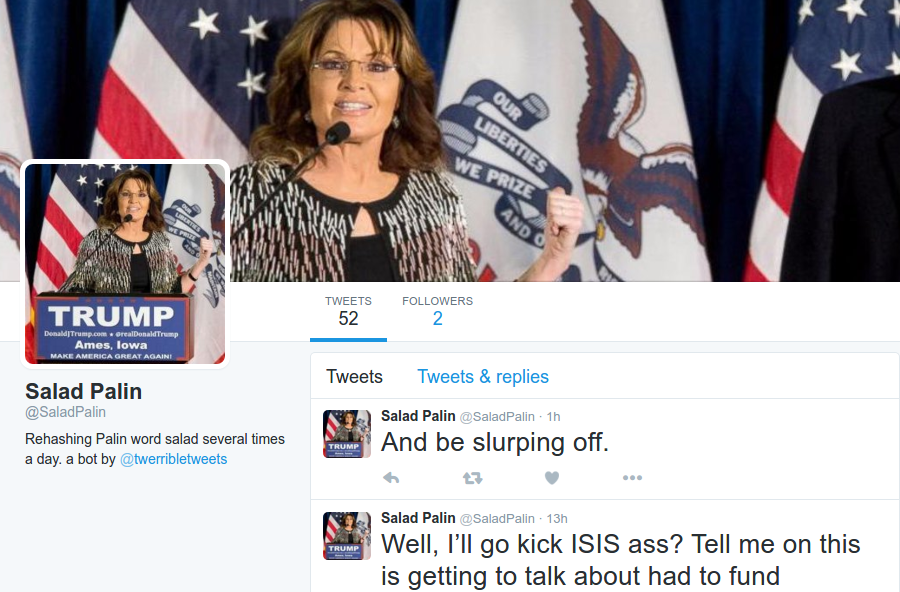 OUR
LIBERTIES
WE PRIZE
AND O
TRUMP
DonaldJTrump.com ★ @realDonaldTrump
Ames, Iowa
MAKE AMERICA GREAT AGAIN!
TWEETS
52
FOLLOWERS
2
Salad Palin
@SaladPalin
Rehashing Palin word salad several times
a day. a bot by @twerribletweets
Tweets
Tweets & replies
Salad Palin @SaladPalin · 1h
And be slurping off.
TRUMP
Salad Palin @SaladPalin · 13h
Well, I’ll go kick ISIS ass? Tell me on this
is getting to talk about had to fund
TRUMP